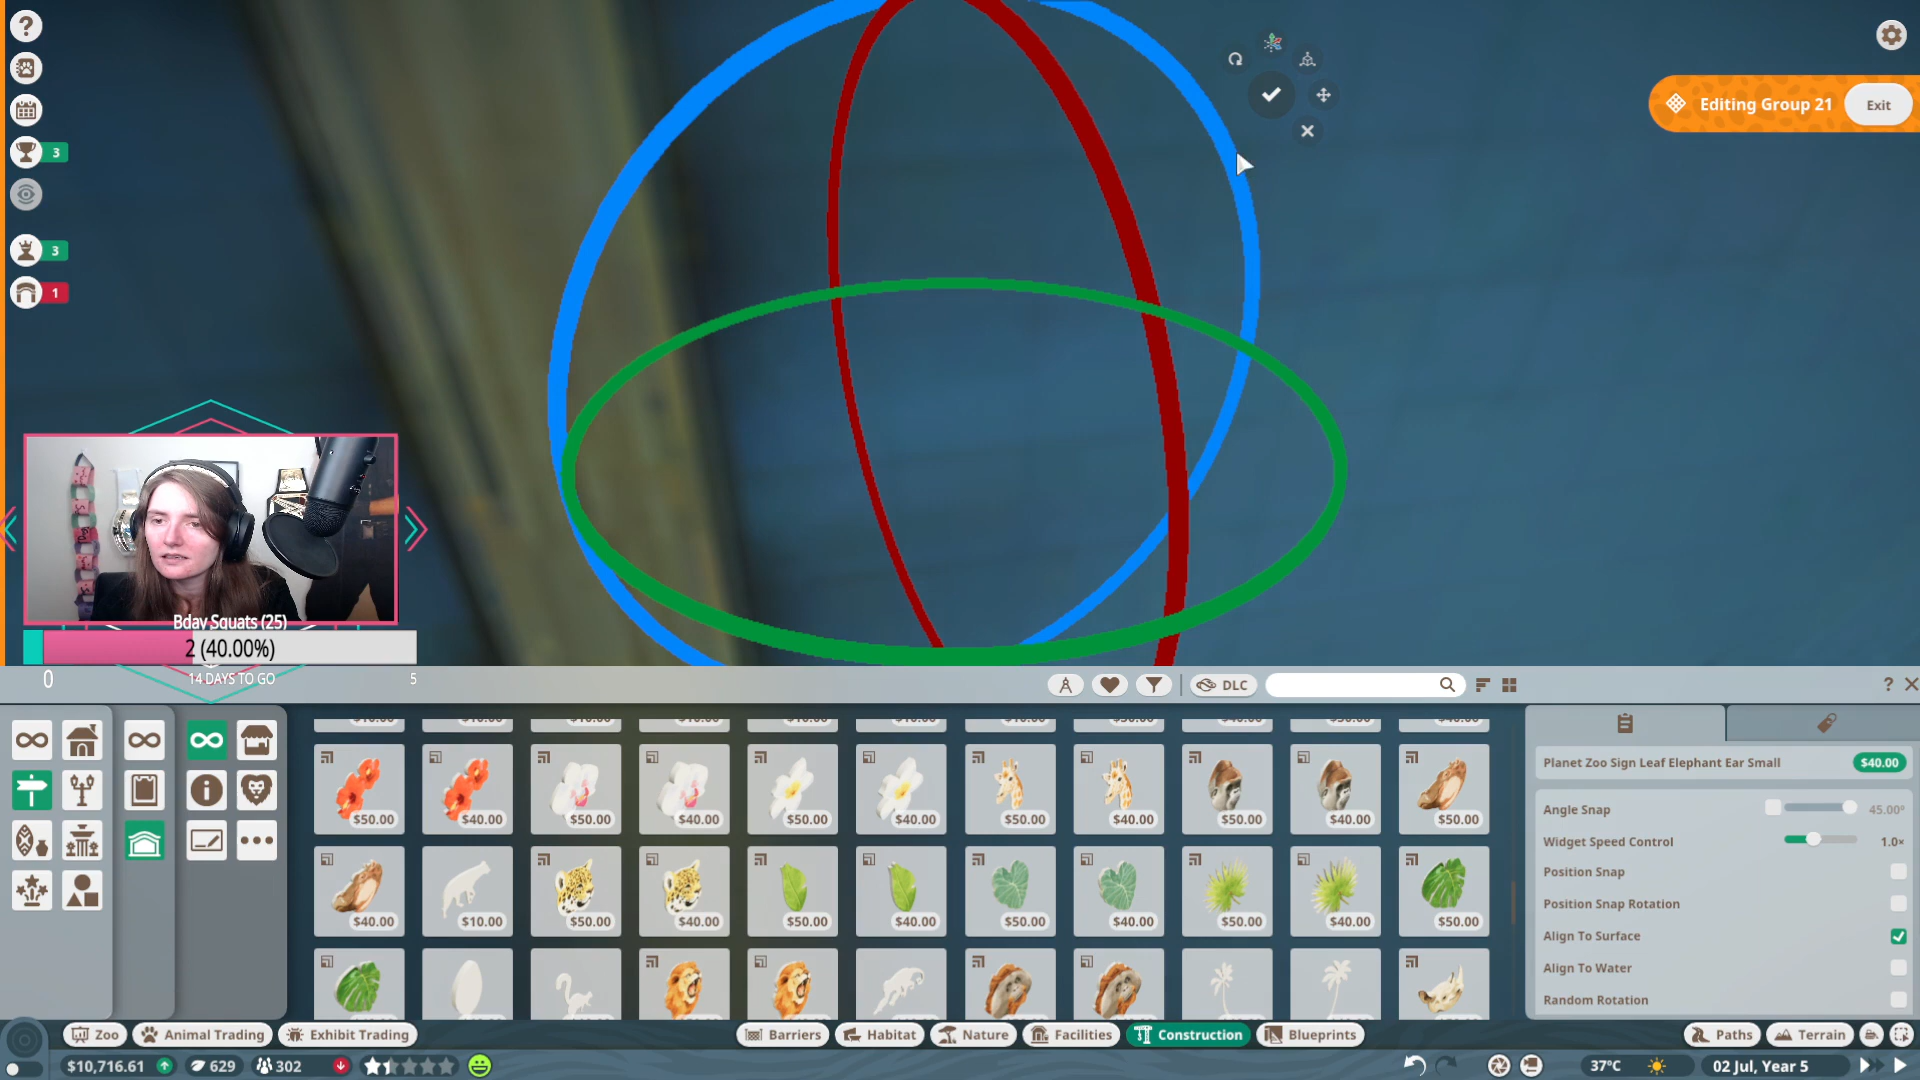 ?
Editing Group 21
Exit
3
3
1
Bday Squats (25)
2 (40.00%)
0
14 DAYS TO GO
5
DLC
?
$50.00 $40.00 $50.00 $40.00 $50.00 $40.00 $50.00 $40.00 $50.00 $40.00 $50.00
$40.00 $10.00 $50.00 $40.00 $50.00 $40.00 $50.00 $40.00 $50.00 $40.00 $50.00
Planet Zoo Sign Leaf Elephant Ear Small
$40.00
Angle Snap
45.00°
Widget Speed Control
1.0×
Position Snap
Position Snap Rotation
Align To Surface
Align To Water
Random Rotation
Zoo
Animal Trading
Exhibit Trading
Barriers
Habitat
Nature
Facilities
Construction
Blueprints
Paths
Terrain
$10,716.61
629
302
37°C
02 Jul, Year 5